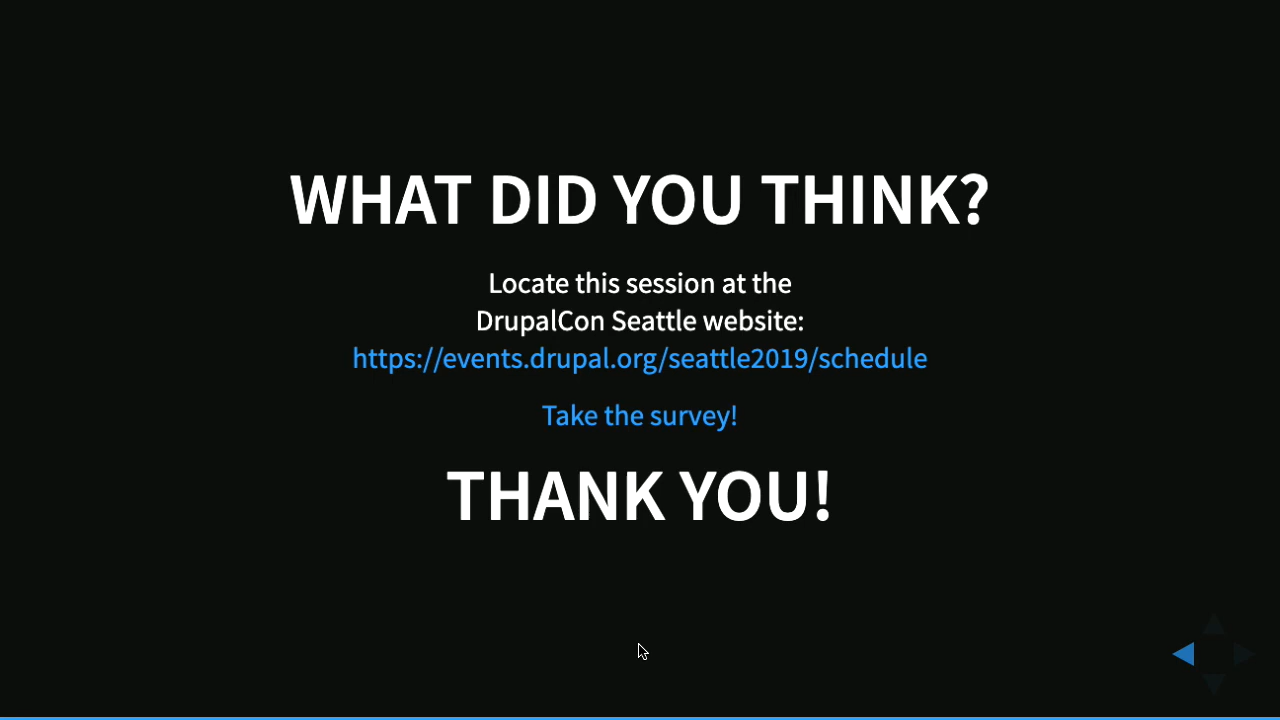 WHAT DID YOU THINK?
Locate this session at the
DrupalCon Seattle website:
https://events.drupal.org/seattle2019/schedule
Take the survey!
THANK YOU!